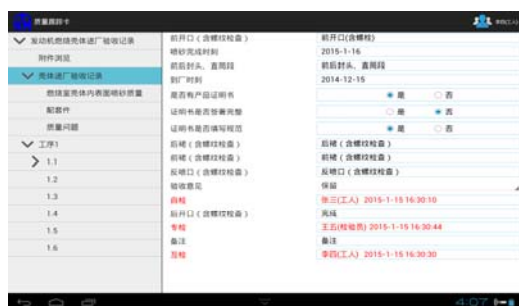 质量跟踪卡
李四(工人)
发动机燃烧壳体进厂验收记录
附件浏览
壳体进厂验收记录
燃烧室壳体内表面喷砂质量
配套件
质量问题
工序1
1.1
1.2
1.3
1.4
1.5
1.6
前开口（含螺纹检查） 前开口(含螺栓)
喷砂完成时刻 2015-1-16
前后封头、直筒段 前后封头、直筒段
到厂时刻 2014-12-15
是否有产品证明书 是 否
证明书是否签署完整 是 否
证明书是否填写规范 是 否
后裙（含螺纹检查） 后裙（含螺纹检查）
前裙（含螺纹检查） 前裙（含螺纹检查）
反喷口（含螺纹检查） 反喷口（含螺纹检查）
验收意见 保留
自检 张三(工人) 2015-1-15 16:30:10
后开口（含螺纹检查） 完成
专检 王五(检验员) 2015-1-15 16:30:44
备注 备注
互检 李四(工人) 2015-1-15 16:30:30
4:07